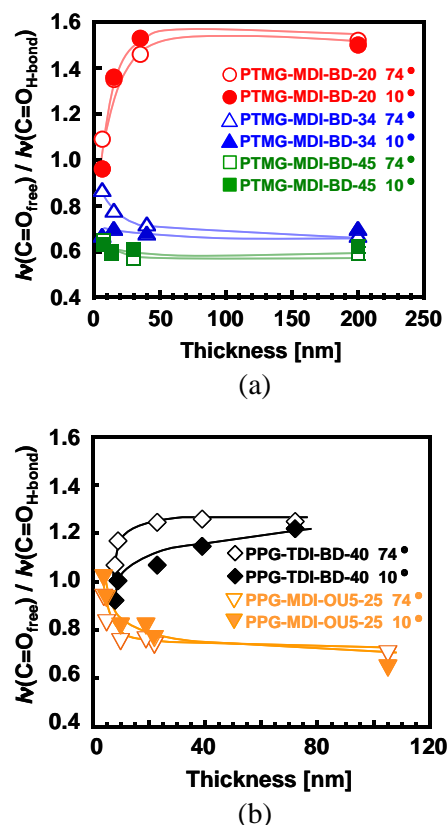 Iν(C=Ofree) / Iν(C=OH-bond)
1.6
1.4
1.2
1.0
0.8
0.6
0.4
PTMG-MDI-BD-20 74°
PTMG-MDI-BD-20 10°
PTMG-MDI-BD-34 74°
PTMG-MDI-BD-34 10°
PTMG-MDI-BD-45 74°
PTMG-MDI-BD-45 10°
0 50 100 150 200 250
Thickness [nm]
(a)
Iν(C=Ofree) / Iν(C=OH-bond)
1.6
1.4
1.2
1.0
0.8
0.6
0.4
PPG-TDI-BD-40 74°
PPG-TDI-BD-40 10°
PPG-MDI-OU5-25 74°
PPG-MDI-OU5-25 10°
0 40 80 120
Thickness [nm]
(b)